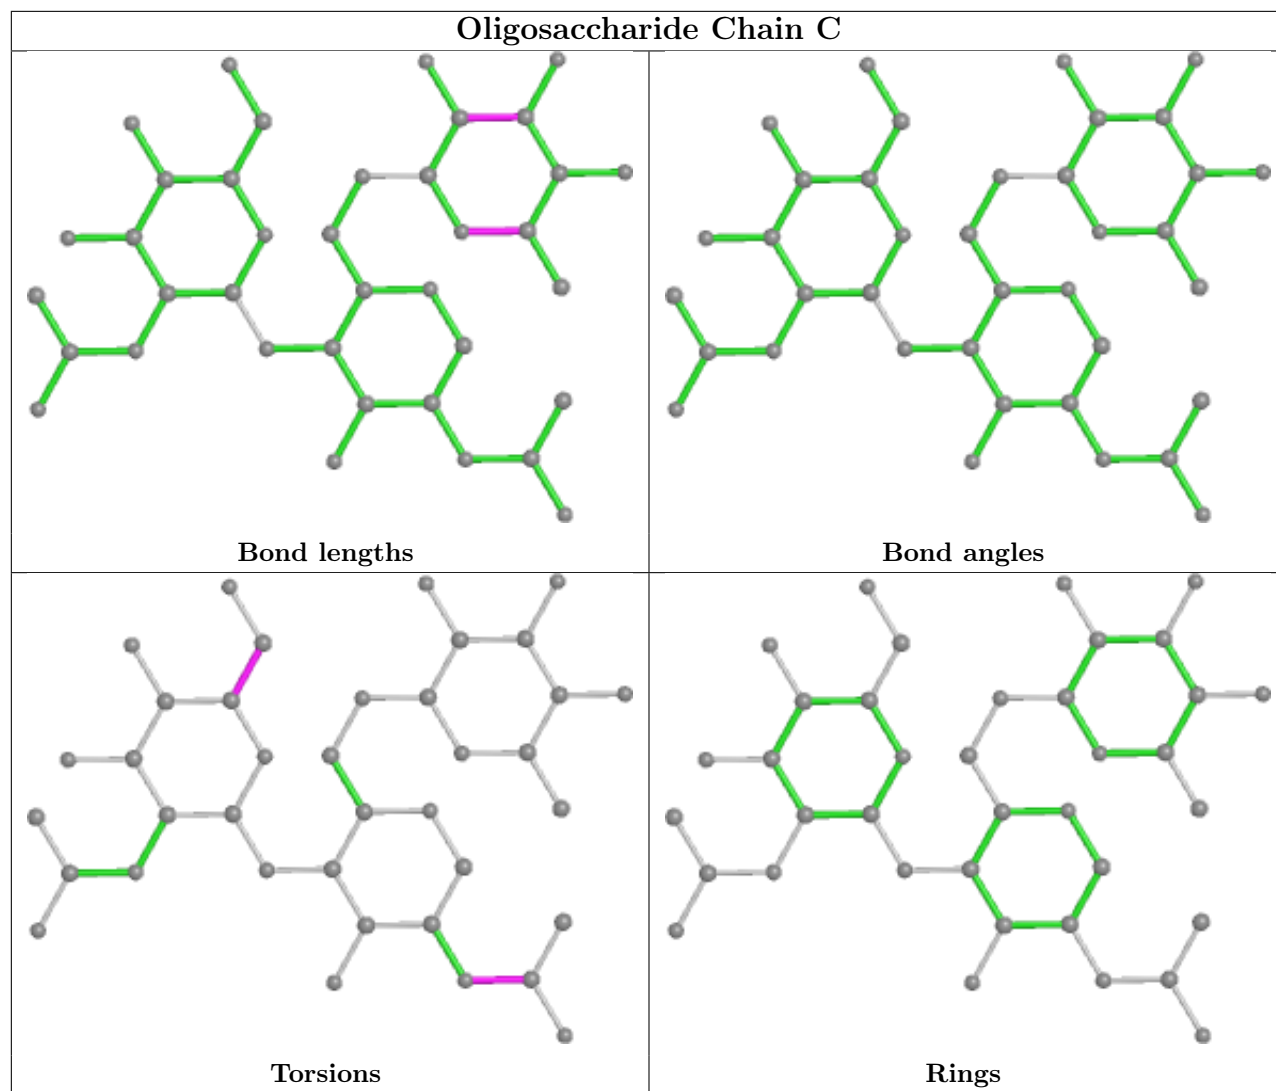 Oligosaccharide Chain C
Bond lengths
Bond angles
Torsions
Rings